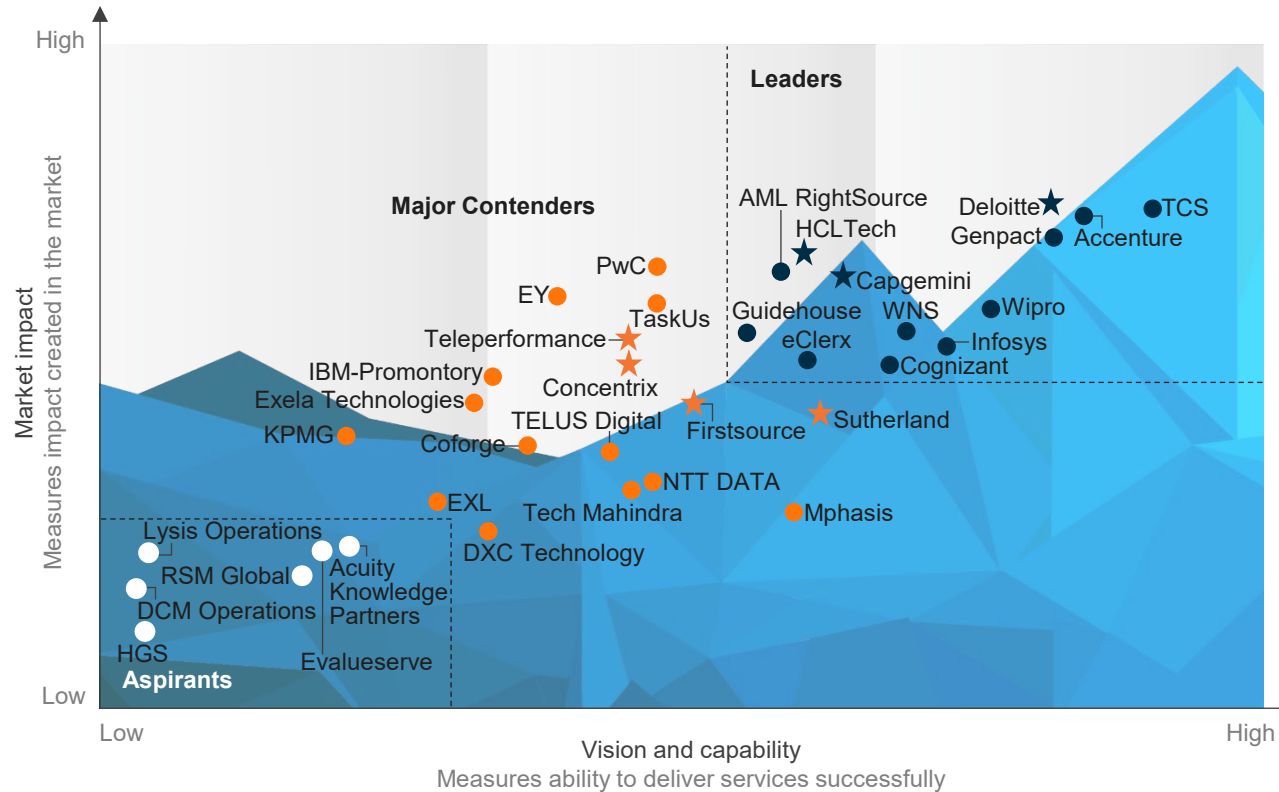 High
Leaders
AML RightSource
HCLTech
Deloitte
TCS
Genpact
Accenture
Major Contenders
PwC
Capgemini
EY
TaskUs
Guidehouse
WNS
Wipro
Teleperformance
eClerx
Infosys
Cognizant
IBM-Promontory
Concentrix
Exela Technologies
TELUS Digital
Sutherland
KPMG
Coforge
Firstsource
NTT DATA
EXL
Tech Mahindra
Mphasis
Lysis Operations
DXC Technology
RSM Global
Acuity
Knowledge
Partners
DCM Operations
HGS
Evalueserve
Aspirants
Market impact
Measures impact created in the market
Low
Low
High
Vision and capability
Measures ability to deliver services successfully